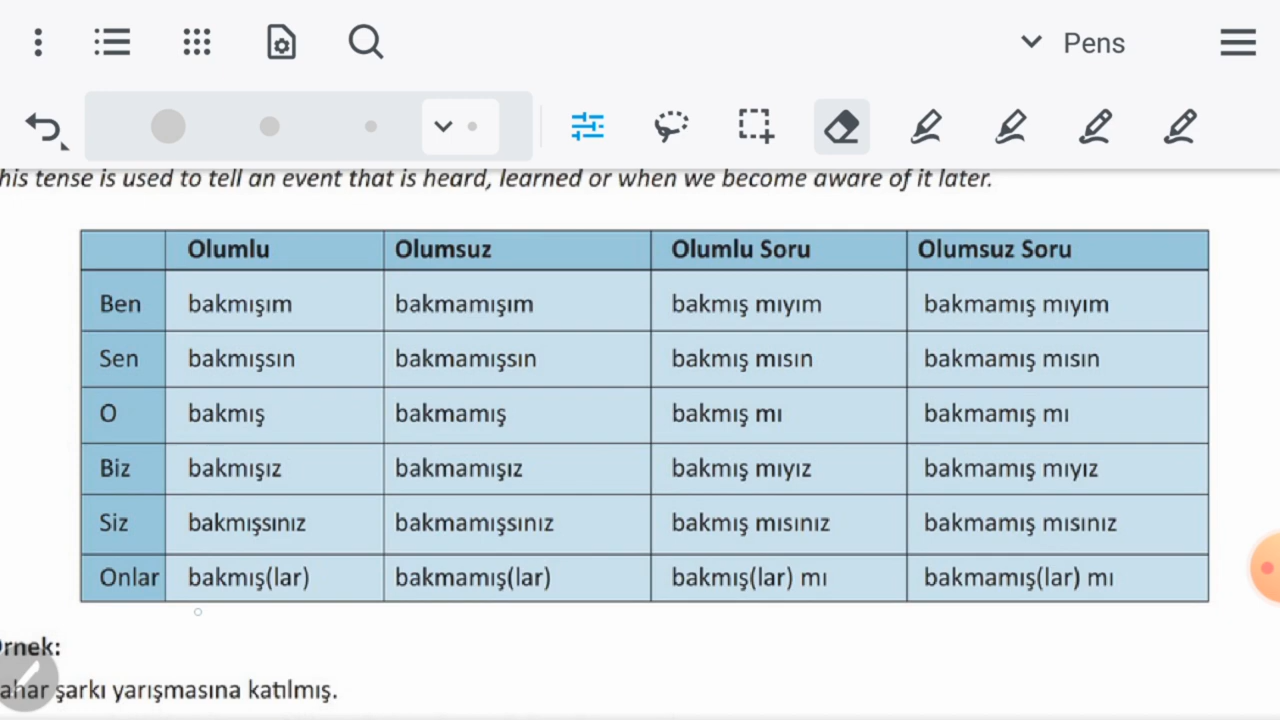 Pens
his tense is used to tell an event that is heard, learned or when we become aware of it later.
Olumlu Olumsuz Olumlu Soru Olumsuz Soru
Ben bakmışım bakmamışım bakmış mıyım bakmamış mıyım
Sen bakmışsın bakmamışsın bakmış mısın bakmamış mısın
O bakmış bakmamış bakmış mı bakmamış mı
Biz bakmışız bakmamışız bakmış mıyız bakmamış mıyız
Siz bakmışsınız bakmamışsınız bakmış mısınız bakmamış mısınız
Onlar bakmış(lar) bakmamış(lar) bakmış(lar) mı bakmamış(lar) mı
rnek:
ahar şarkı yarışmasına katılmış.